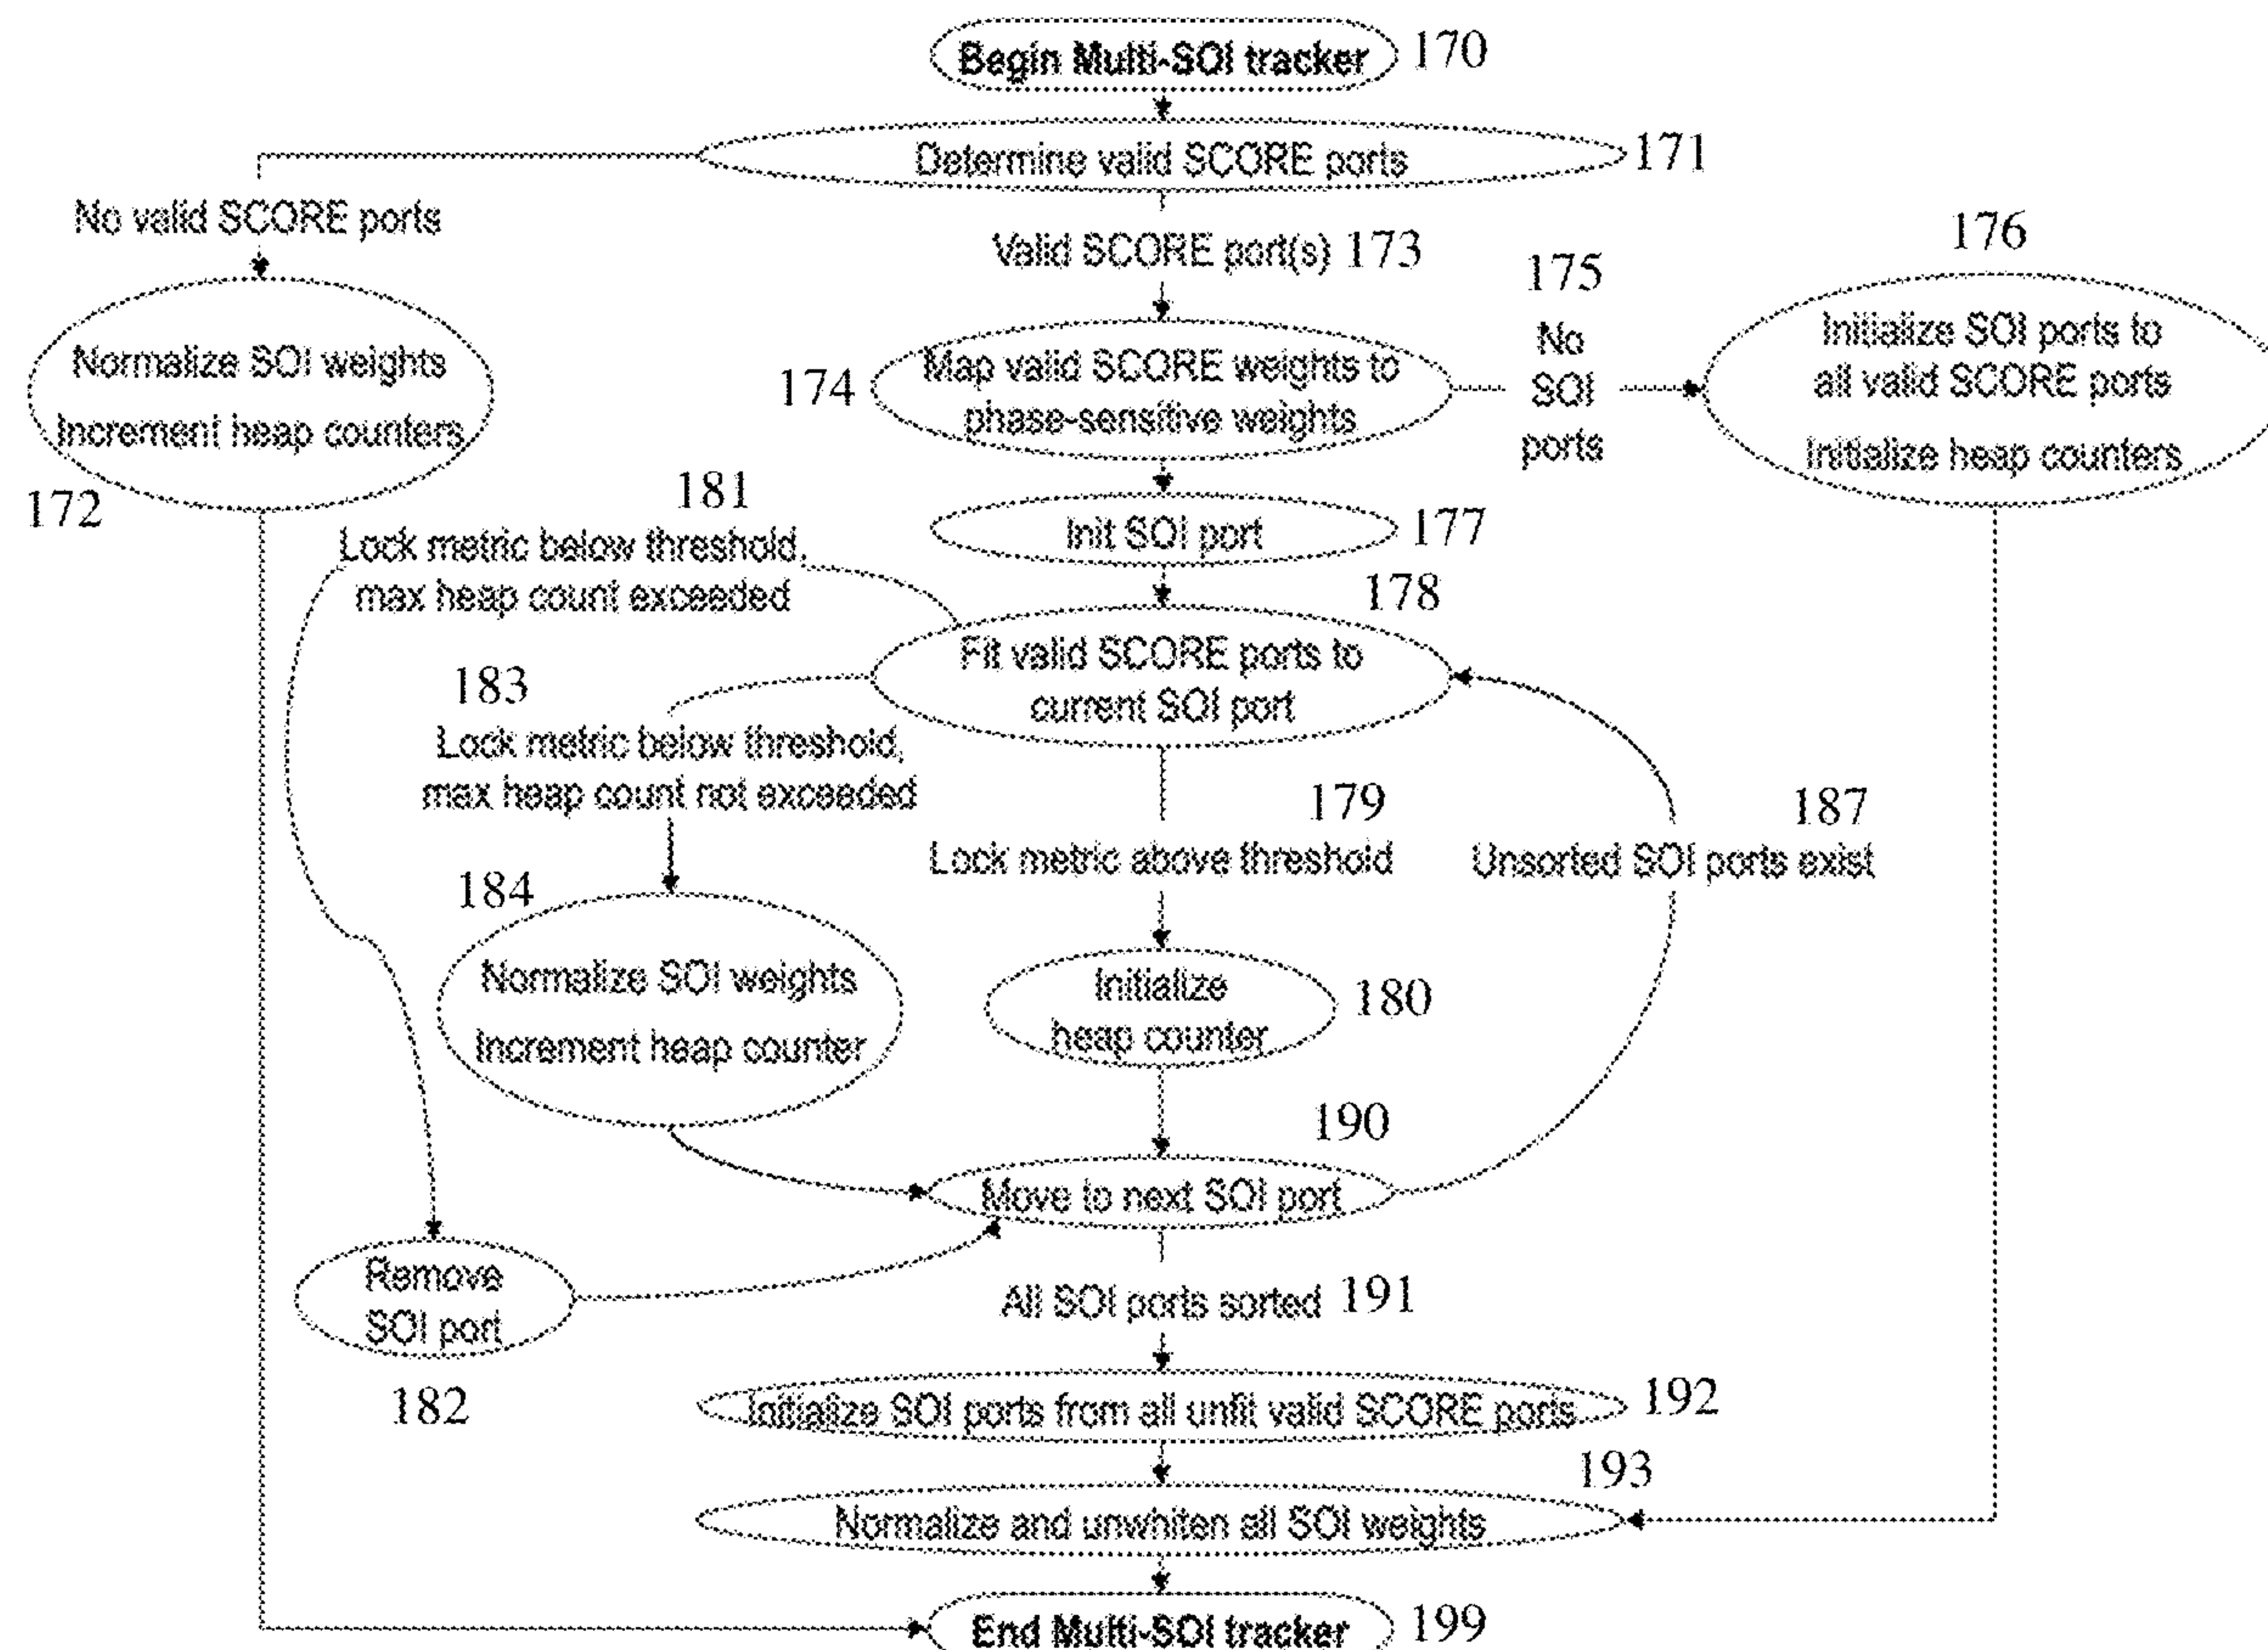 Begin Multi-SOI tracker 170
Determine valid SCORE ports 171
No valid SCORE ports
Valid SCORE port(s) 173
175
No
SOI
ports
176
Initialize SOI ports to
all valid SCORE ports
Initialize heap counters
Normalize SOI weights
Increment heap counters
172
174
Map valid SCORE weights to
phase-sensitive weights
Init SOI port 177
181
Lock metric below threshold,
max heap count exceeded
178
Fit valid SCORE ports to
current SOI port
183
Lock metric below threshold,
max heap count not exceeded
179
Lock metric above threshold
187
Unsorted SOI ports exist
184
Normalize SOI weights
Increment heap counter
Initialize
heap counter
180
190
Move to next SOI port
Remove
SOI port
182
All SOI ports sorted 191
Initialize SOI ports from all unfit valid SCORE ports 192
193
Normalize and unwhiten all SOI weights
End Multi-SOI tracker 199